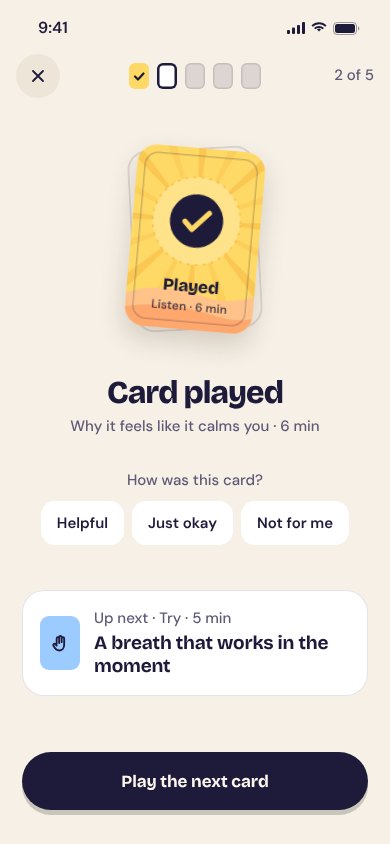 9:41
2 of 5
Played
Listen · 6 min
Card played
Why it feels like it calms you · 6 min
How was this card?
Helpful
Just okay
Not for me
Up next · Try · 5 min
A breath that works in the
moment
Play the next card